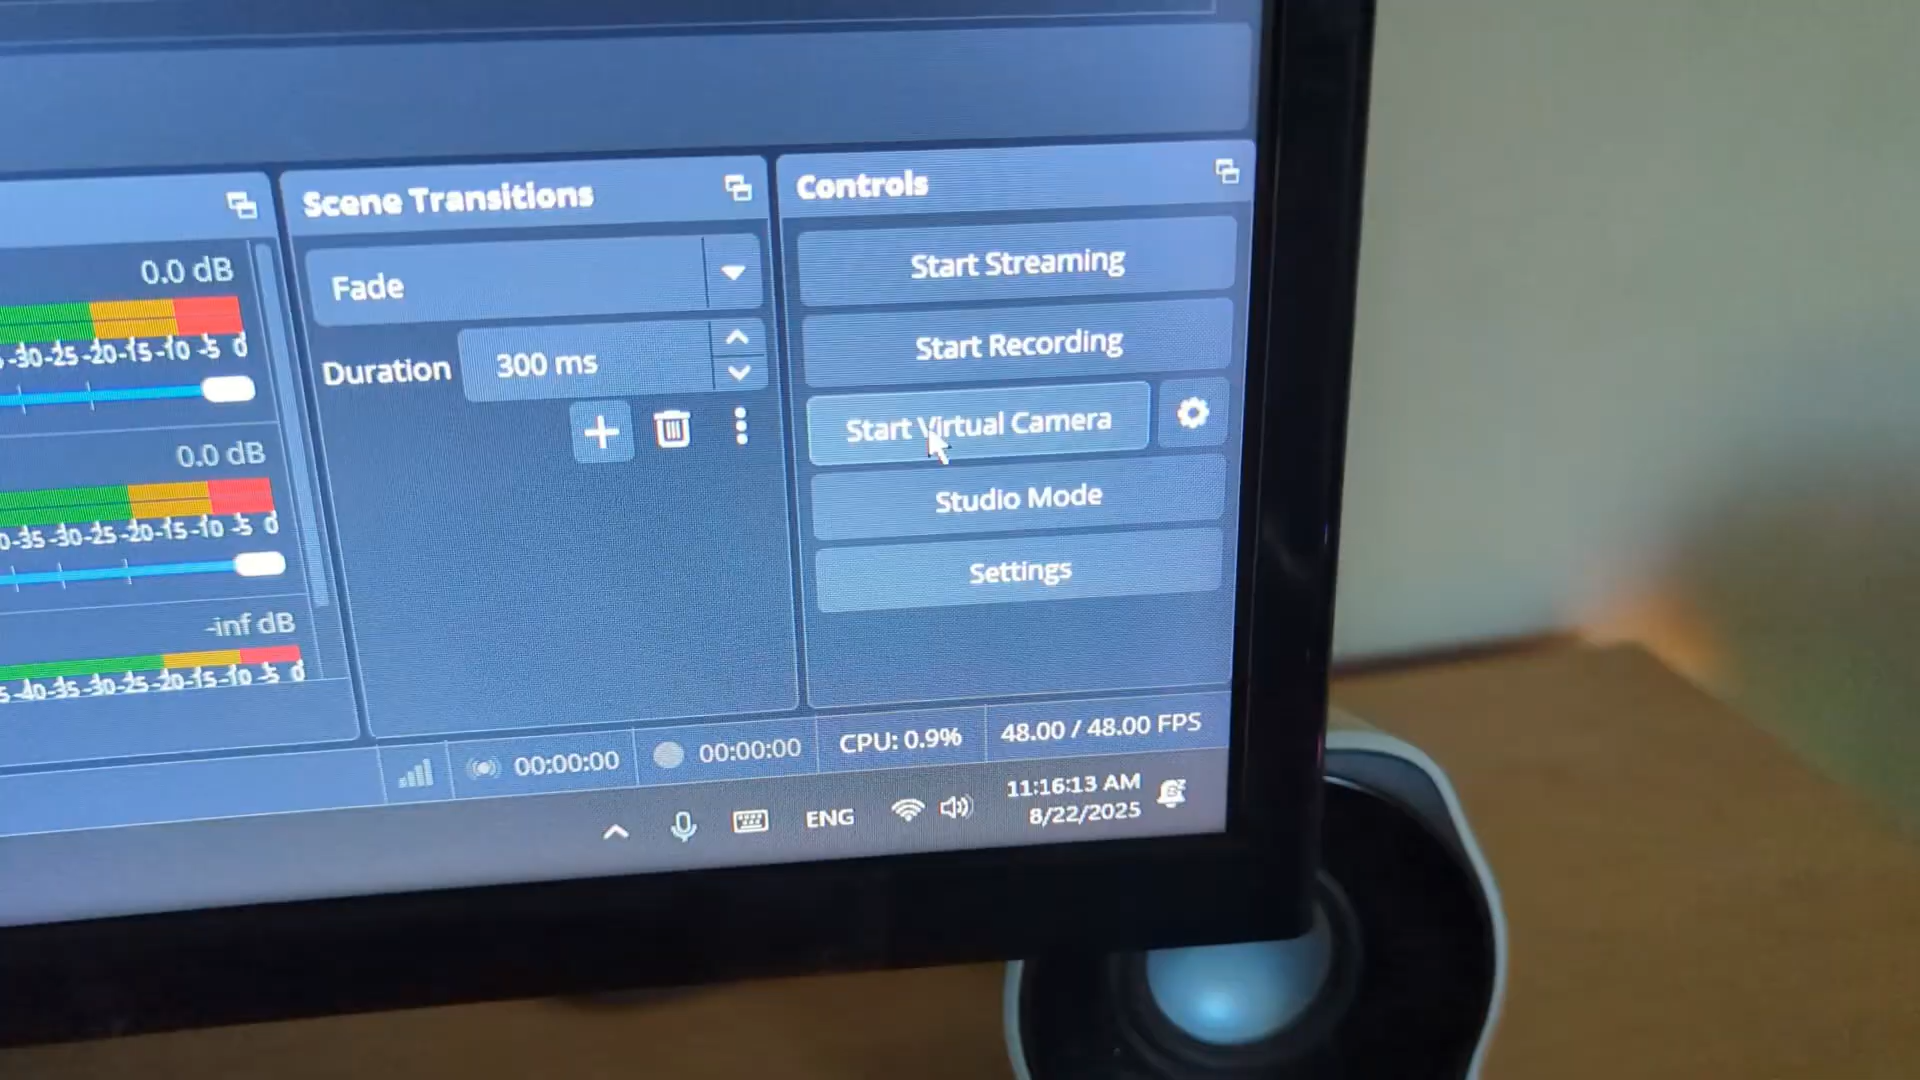 0.0 dB
-30 -25 -20 -15 -10 -5 0
0.0 dB
-35 -30 -25 -20 -15 -10 -5 0
-inf dB
-40 -35 -30 -25 -20 -15 -10 -5 0
Scene Transitions
Fade
Duration 300 ms
Controls
Start Streaming
Start Recording
Start Virtual Camera
Studio Mode
Settings
00:00:00 00:00:00 CPU: 0.9% 48.00 / 48.00 FPS
ENG
11:16:13 AM
8/22/2025